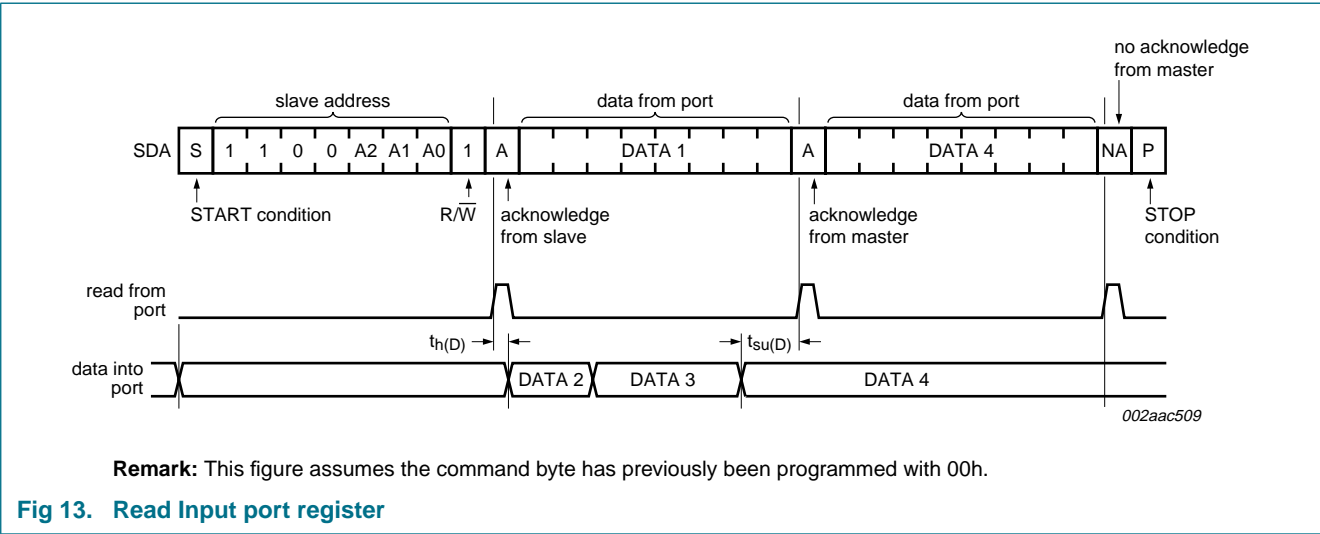 no acknowledge
from master
slave address
data from port
data from port
SDA S 1 1 0 0 A2 A1 A0 1 A DATA 1 A DATA 4 NA P
START condition
R/W̅
acknowledge
from slave
acknowledge
from master
STOP
condition
read from
port
th(D)
tsu(D)
data into
port
DATA 2 DATA 3 DATA 4
002aac509
Remark: This figure assumes the command byte has previously been programmed with 00h.
Fig 13. Read Input port register